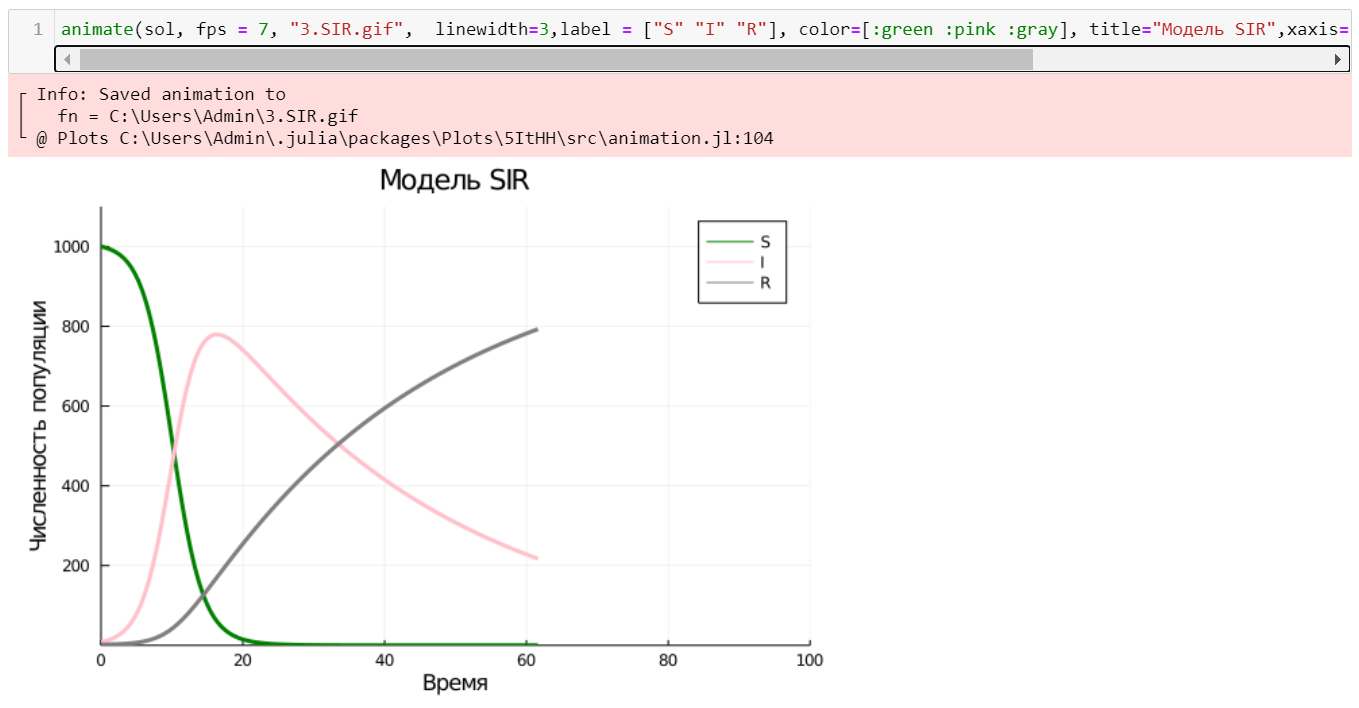 1 animate(sol, fps = 7, "3.SIR.gif",  linewidth=3,label = ["S" "I" "R"], color=[:green :pink :gray], title="Модель SIR",xaxis=
┌ Info: Saved animation to
│   fn = C:\Users\Admin\3.SIR.gif
└ @ Plots C:\Users\Admin\.julia\packages\Plots\5ItHH\src\animation.jl:104
Модель SIR
S
I
R
Численность популяции
1000
800
600
400
200
0 20 40 60 80 100
Время